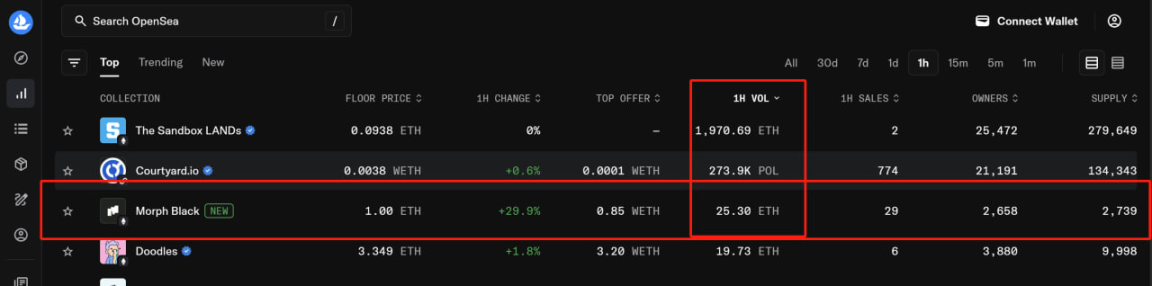 Search OpenSea /
Connect Wallet
Top Trending New All 30d 7d 1d 1h 15m 5m 1m
COLLECTION FLOOR PRICE 1H CHANGE TOP OFFER 1H VOL 1H SALES OWNERS SUPPLY
The Sandbox LANDs 0.0938 ETH 0% — 1,970.69 ETH 2 25,472 279,649
Courtyard.io 0.0038 WETH +0.6% 0.0001 WETH 273.9K POL 774 21,191 134,343
Morph Black NEW 1.00 ETH +29.9% 0.85 WETH 25.30 ETH 29 2,658 2,739
Doodles 3.349 ETH +1.8% 3.20 WETH 19.73 ETH 6 3,880 9,998